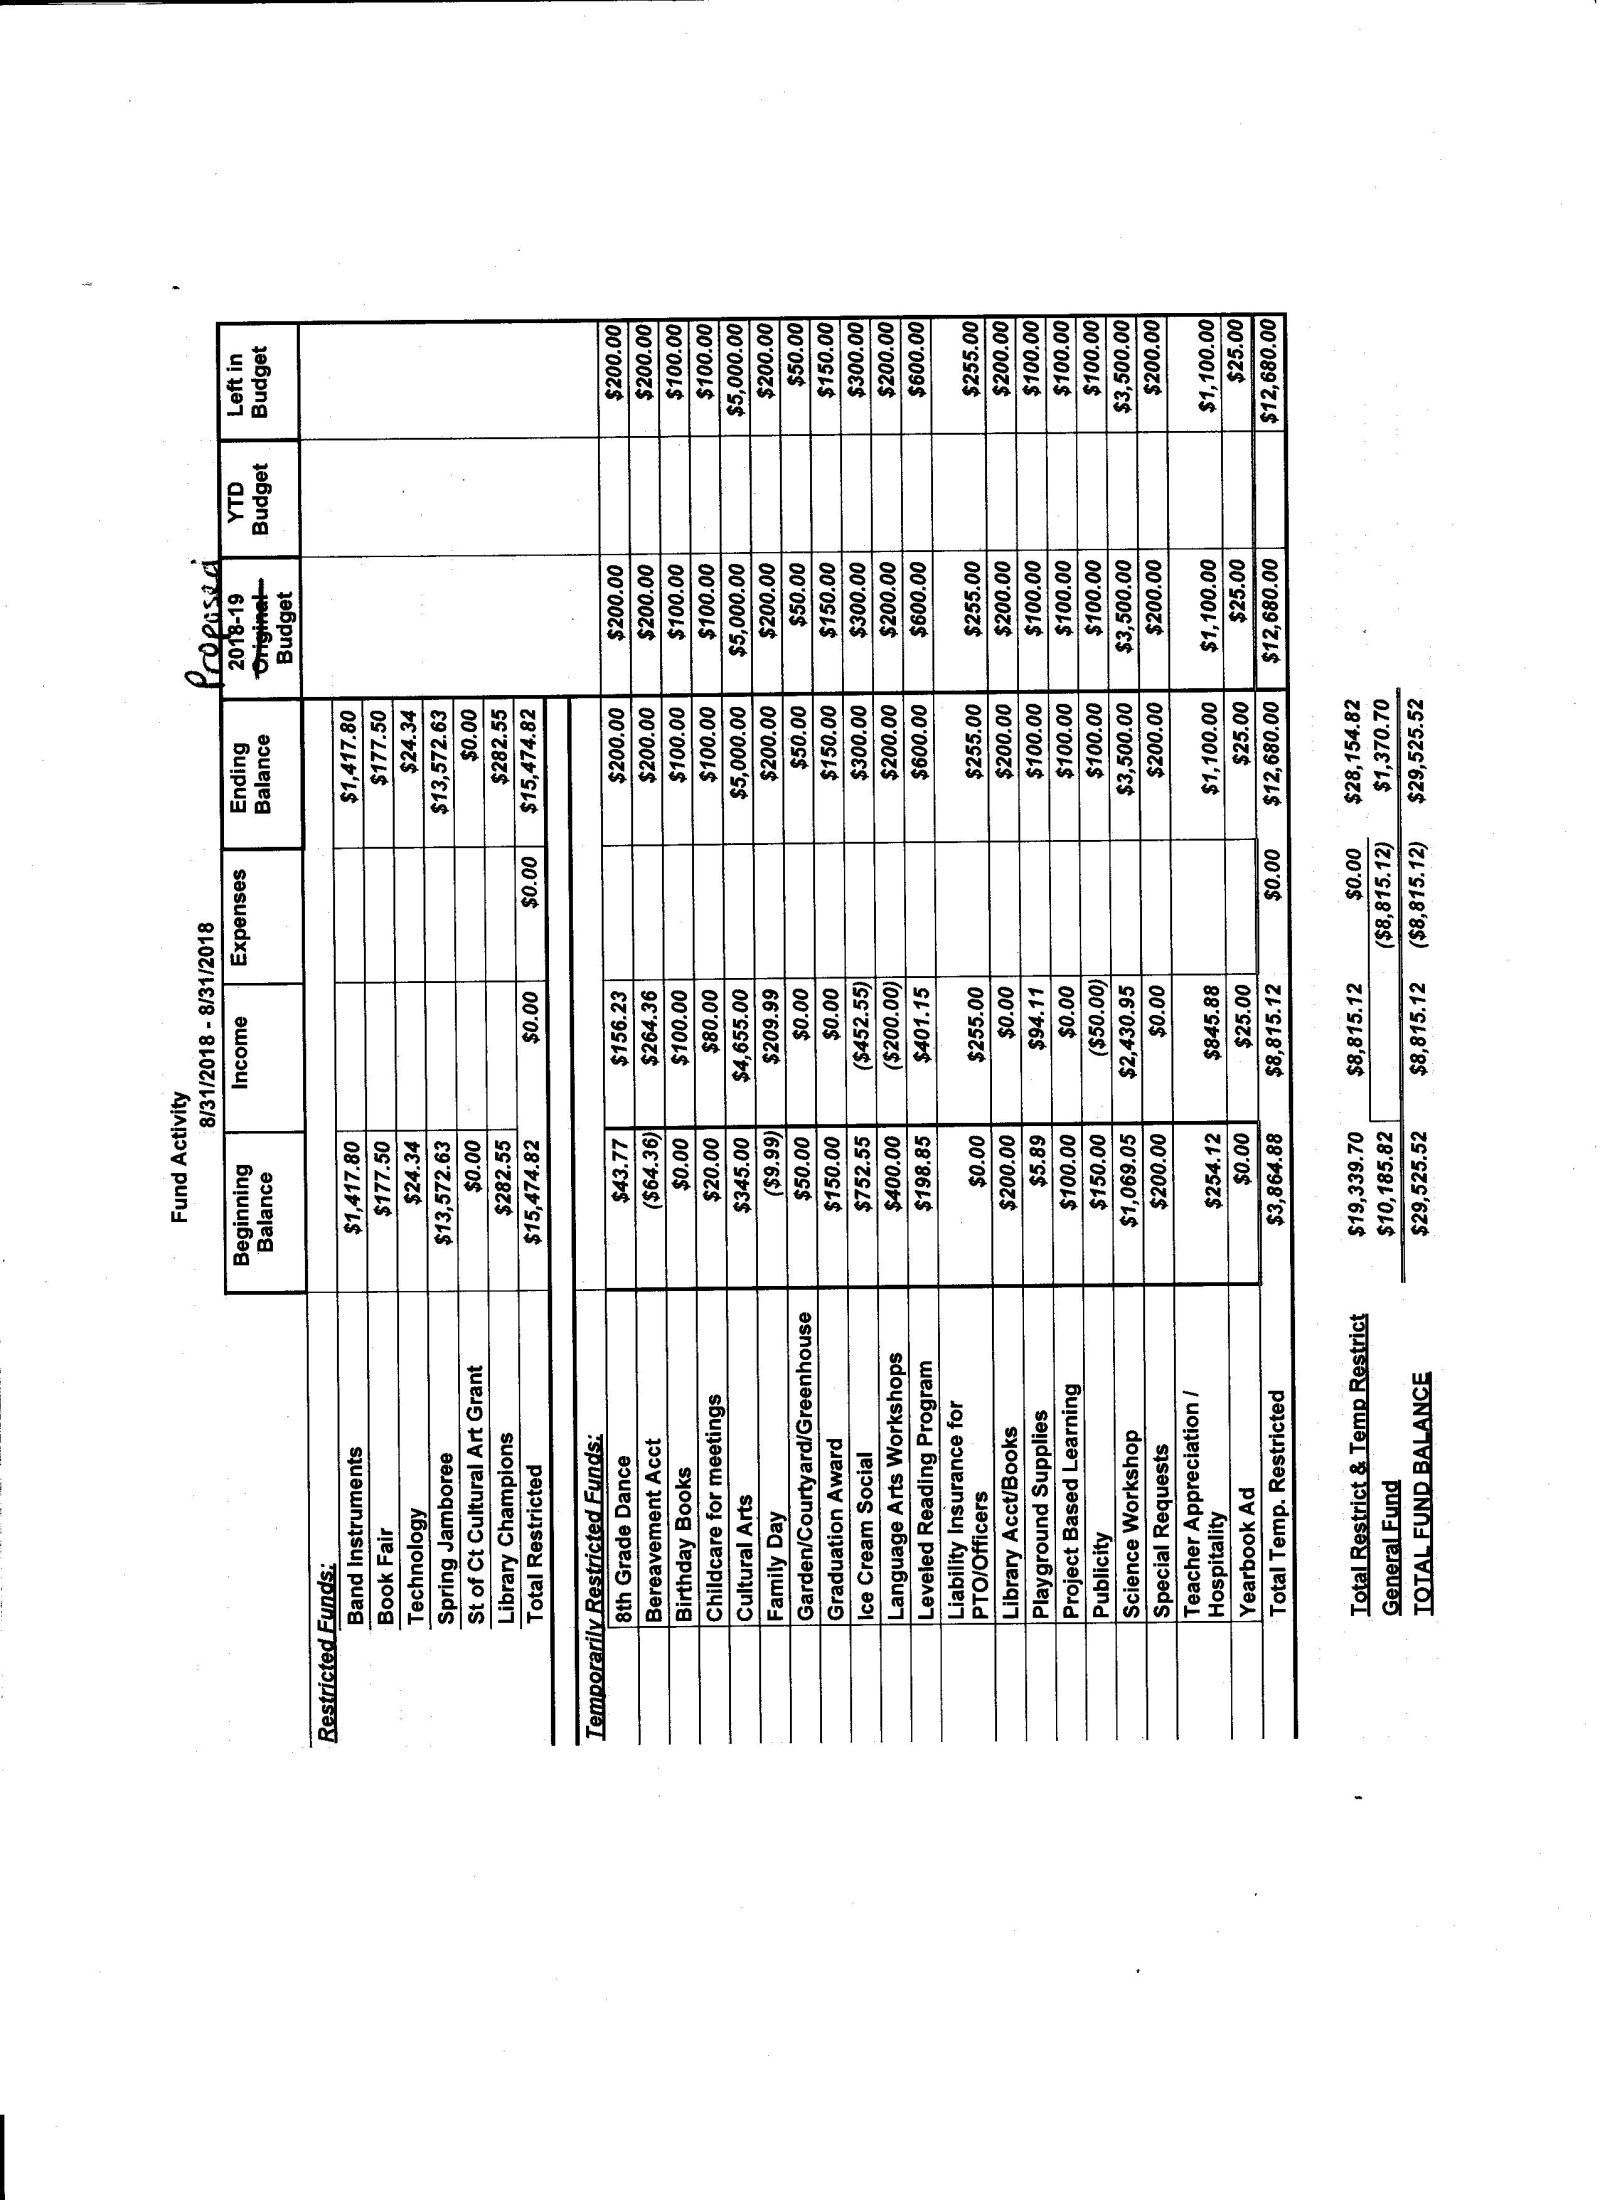 Fund Activity
8/31/2018 - 8/31/2018
Proposed
Beginning Balance Income Expenses Ending Balance 2018-19 Original Budget YTD Budget Left in Budget
Restricted Funds:
Band Instruments $1,417.80 $1,417.80
Book Fair $177.50 $177.50
Technology $24.34 $24.34
Spring Jamboree $13,572.63 $13,572.63
St of Ct Cultural Art Grant $0.00 $0.00
Library Champions $282.55 $282.55
Total Restricted $15,474.82 $0.00 $0.00 $15,474.82
Temporarily Restricted Funds:
8th Grade Dance $43.77 $156.23 $200.00 $200.00 $200.00
Bereavement Acct ($64.36) $264.36 $200.00 $200.00 $200.00
Birthday Books $0.00 $100.00 $100.00 $100.00 $100.00
Childcare for meetings $20.00 $80.00 $100.00 $100.00 $100.00
Cultural Arts $345.00 $4,655.00 $5,000.00 $5,000.00 $5,000.00
Family Day ($9.99) $209.99 $200.00 $200.00 $200.00
Garden/Courtyard/Greenhouse $50.00 $0.00 $50.00 $50.00 $50.00
Graduation Award $150.00 $0.00 $150.00 $150.00 $150.00
Ice Cream Social $752.55 ($452.55) $300.00 $300.00 $300.00
Language Arts Workshops $400.00 ($200.00) $200.00 $200.00 $200.00
Leveled Reading Program $198.85 $401.15 $600.00 $600.00 $600.00
Liability Insurance for
PTO/Officers $0.00 $255.00 $255.00 $255.00 $255.00
Library Acct/Books $200.00 $0.00 $200.00 $200.00 $200.00
Playground Supplies $5.89 $94.11 $100.00 $100.00 $100.00
Project Based Learning $100.00 $0.00 $100.00 $100.00 $100.00
Publicity $150.00 ($50.00) $100.00 $100.00 $100.00
Science Workshop $1,069.05 $2,430.95 $3,500.00 $3,500.00 $3,500.00
Special Requests $200.00 $0.00 $200.00 $200.00 $200.00
Teacher Appreciation /
Hospitality $254.12 $845.88 $1,100.00 $1,100.00 $1,100.00
Yearbook Ad $0.00 $25.00 $25.00 $25.00 $25.00
Total Temp. Restricted $3,864.88 $8,815.12 $0.00 $12,680.00 $12,680.00 $12,680.00
Total Restrict & Temp Restrict $19,339.70 $8,815.12 $0.00 $28,154.82
General Fund $10,185.82 ($8,815.12) $1,370.70
TOTAL FUND BALANCE $29,525.52 $8,815.12 ($8,815.12) $29,525.52